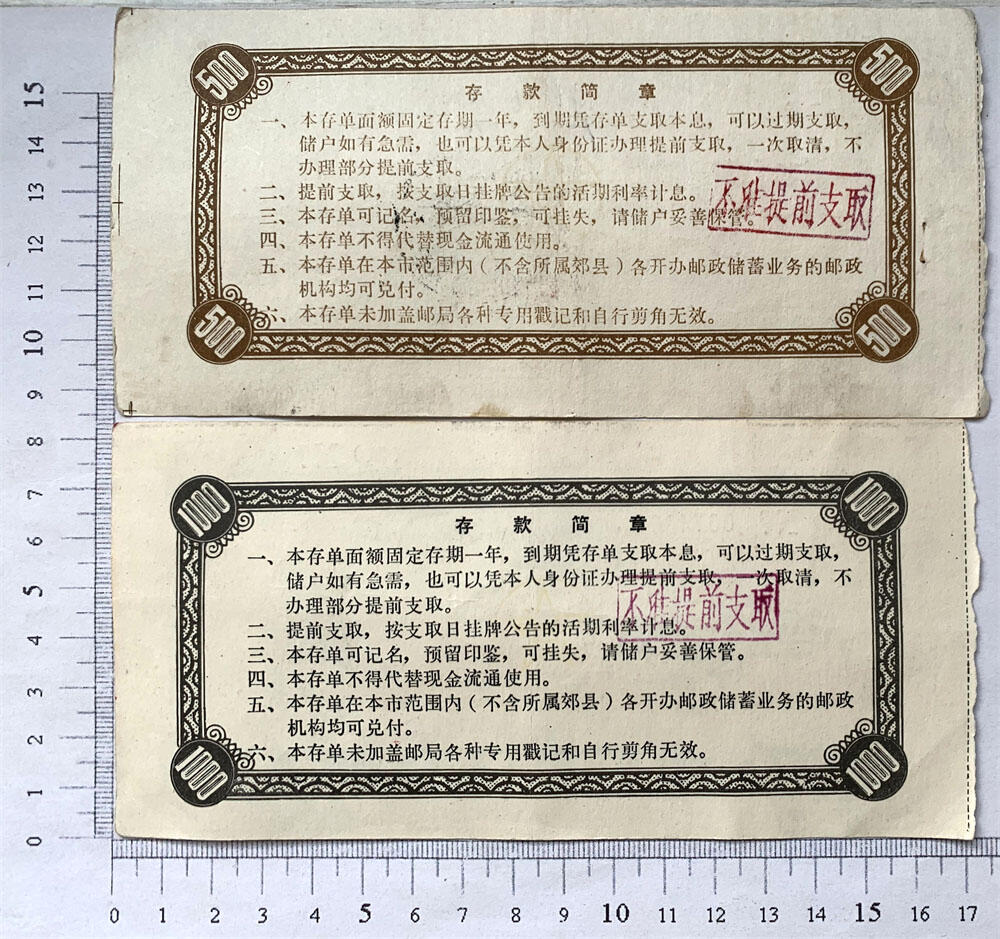 500 500
存款简章
一、本存单面额固定存期一年，到期凭存单支取本息，可以过期支取，
储户如有急需，也可以凭本人身份证办理提前支取，一次取清，不
办理部分提前支取。
二、提前支取，按支取日挂牌公告的活期利率计息。
不准提前支取
三、本存单可记名，预留印鉴，可挂失，请储户妥善保管。
四、本存单不得代替现金流通使用。
五、本存单在本市范围内（不含所属郊县）各开办邮政储蓄业务的邮政
机构均可兑付。
六、本存单未加盖邮局各种专用戳记和自行剪角无效。
500 500
1000 1000
存款简章
一、本存单面额固定存期一年，到期凭存单支取本息，可以过期支取，
储户如有急需，也可以凭本人身份证办理提前支取，一次取清，不
办理部分提前支取。
不准提前支取
二、提前支取，按支取日挂牌公告的活期利率计息。
三、本存单可记名，预留印鉴，可挂失，请储户妥善保管。
四、本存单不得代替现金流通使用。
五、本存单在本市范围内（不含所属郊县）各开办邮政储蓄业务的邮政
机构均可兑付。
六、本存单未加盖邮局各种专用戳记和自行剪角无效。
1000 1000
15
14
13
12
11
10
9
8
7
6
5
4
3
2
1
0
0 1 2 3 4 5 6 7 8 9 10 11 12 13 14 15 16 17